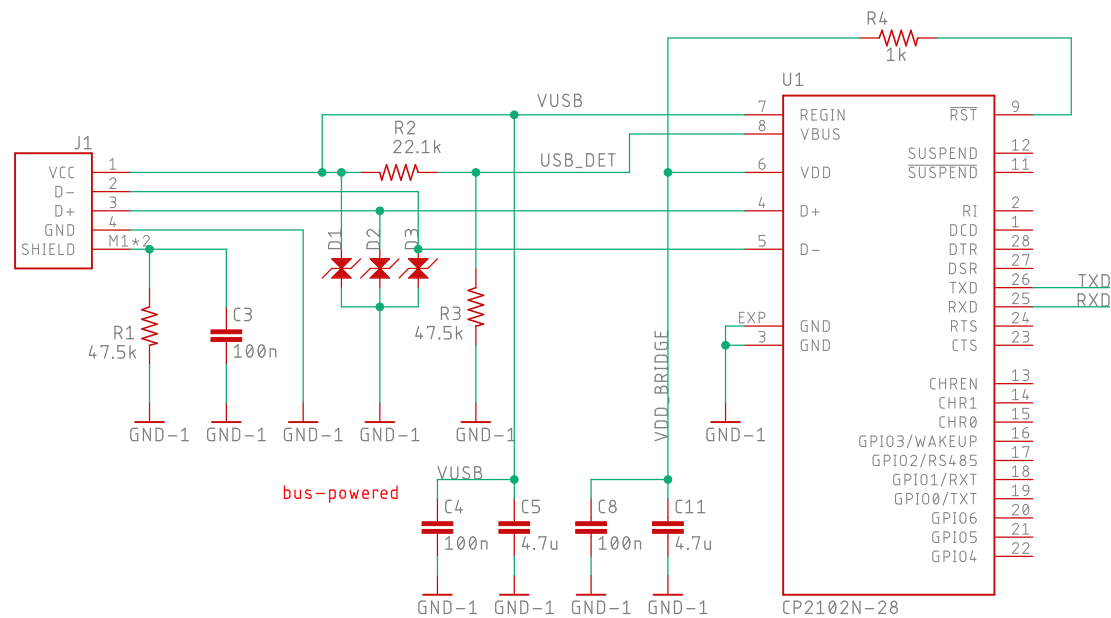 R4
1k
U1
VUSB
7 REGIN RST 9
8 VBUS
R2
22.1k
USB_DET
J1
VCC 1
D- 2
D+ 3
GND 4
SHIELD M1*2
6 VDD
4 D+
5 D-
SUSPEND 12
SUSPEND 11
RI 2
DCD 1
DTR 28
DSR 27
TXD 26 TXD
RXD 25 RXD
RTS 24
CTS 23
D1
D2
D3
EXP GND
3 GND
R1
47.5k
C3
100n
R3
47.5k
VDD_BRIDGE
CHREN 13
CHR1 14
CHR0 15
GPIO3/WAKEUP 16
GPIO2/RS485 17
GPIO1/RXT 18
GPIO0/TXT 19
GPIO6 20
GPIO5 21
GPIO4 22
GND-1 GND-1 GND-1 GND-1 GND-1 GND-1
VUSB
bus-powered
C4
100n
C5
4.7u
C8
100n
C11
4.7u
GND-1 GND-1 GND-1 GND-1
CP2102N-28